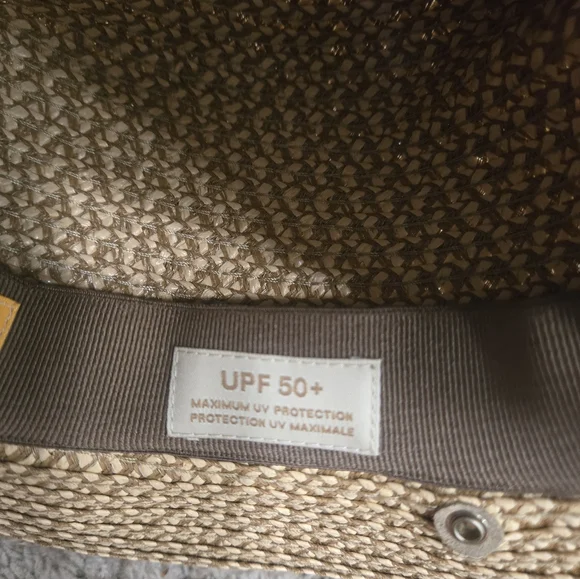 UPF 50+
MAXIMUM UV PROTECTION
PROTECTION UV MAXIMALE